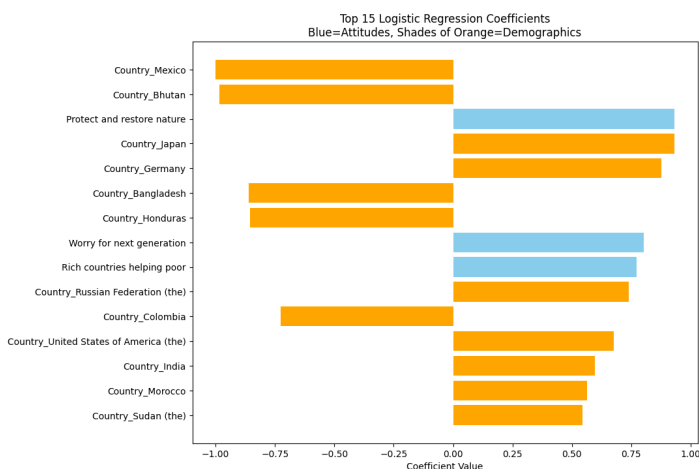 Top 15 Logistic Regression Coefficients
Blue=Attitudes, Shades of Orange=Demographics
Country_Mexico
Country_Bhutan
Protect and restore nature
Country_Japan
Country_Germany
Country_Bangladesh
Country_Honduras
Worry for next generation
Rich countries helping poor
Country_Russian Federation (the)
Country_Colombia
Country_United States of America (the)
Country_India
Country_Morocco
Country_Sudan (the)
−1.00 −0.75 −0.50 −0.25 0.00 0.25 0.50 0.75 1.00
Coefficient Value